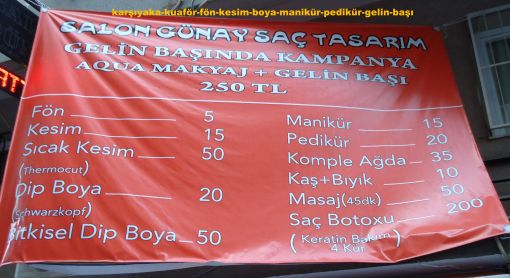 karşıyaka-kuaför-fön-kesim-boya-manikür-pedikür-gelin-başı
SALON GÜNAY SAÇ TASARIM
GELİN BAŞINDA KAMPANYA
AQUA MAKYAJ + GELİN BAŞI
250 TL
Fön 5
Kesim 15
Sıcak Kesim 50
(Thermocut)
Dip Boya 20
(Schwarzkopf)
Bitkisel Dip Boya 50
Manikür 15
Pedikür 20
Komple Ağda 35
Kaş+Bıyık 10
Masaj(45dk) 50
Saç Botoxu 200
( Keratin Bakım )
4 Kür